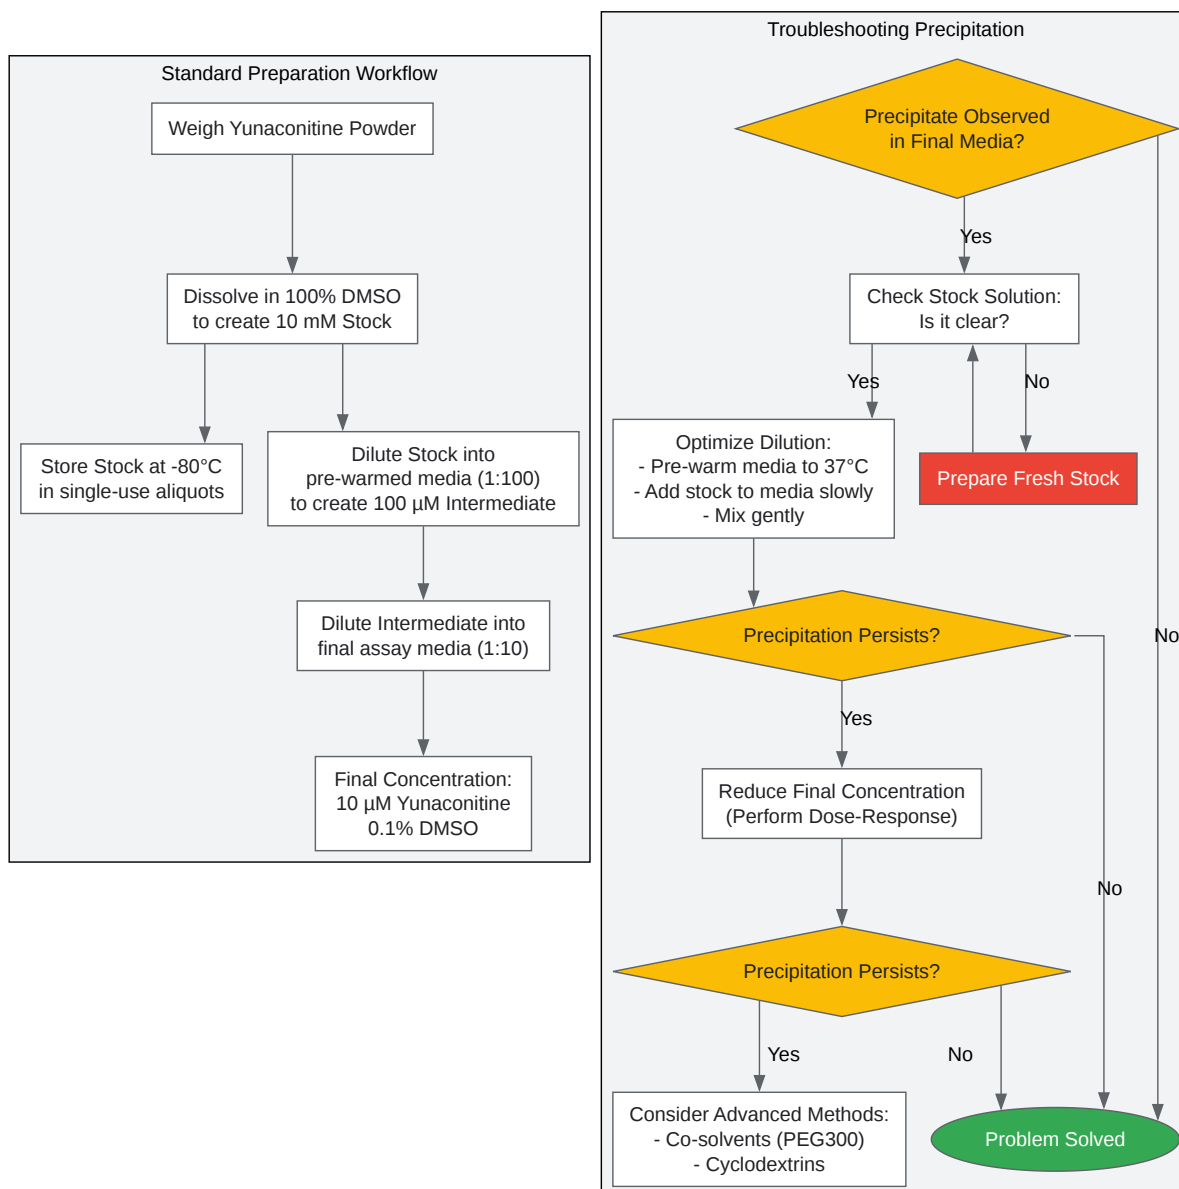 Standard Preparation Workflow
Weigh Yunaconitine Powder
Dissolve in 100% DMSO
to create 10 mM Stock
Store Stock at -80°C
in single-use aliquots
Dilute Stock into
pre-warmed media (1:100)
to create 100 µM Intermediate
Dilute Intermediate into
final assay media (1:10)
Final Concentration:
10 µM Yunaconitine
0.1% DMSO
Troubleshooting Precipitation
Precipitate Observed
in Final Media?
Yes
Check Stock Solution:
Is it clear?
Yes
No
Optimize Dilution:
- Pre-warm media to 37°C
- Add stock to media slowly
- Mix gently
Prepare Fresh Stock
Precipitation Persists?
No
Yes
Reduce Final Concentration
(Perform Dose-Response)
No
Precipitation Persists?
Yes
No
Consider Advanced Methods:
- Co-solvents (PEG300)
- Cyclodextrins
Problem Solved